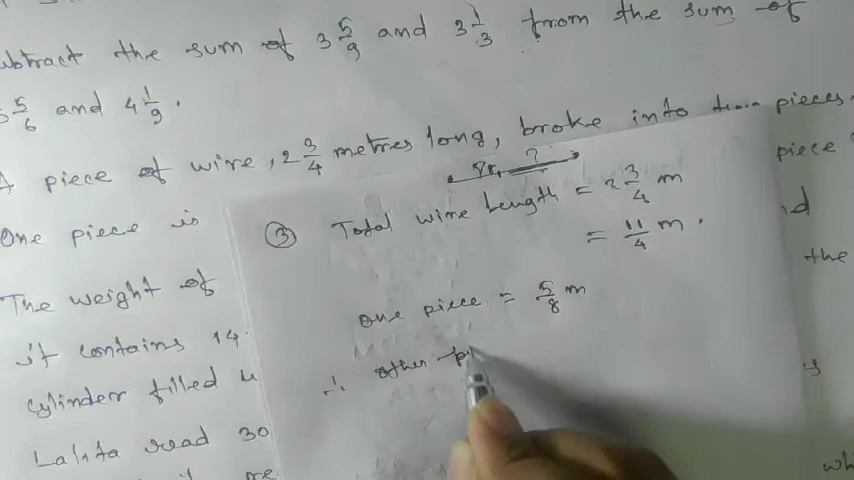 the sum of 3 5/9 and 3 1/3 from the sum of
5/6 and 4 1/9.
piece of wire, 2 3/4 metres long, broke into pieces.
piece
One piece is
the
The weight of
it contains 14
cylinder filled
Lalita read 30
③ Total wire length = 2 3/4 m
= 11/4 m.
One piece = 5/8 m
∴ other pi